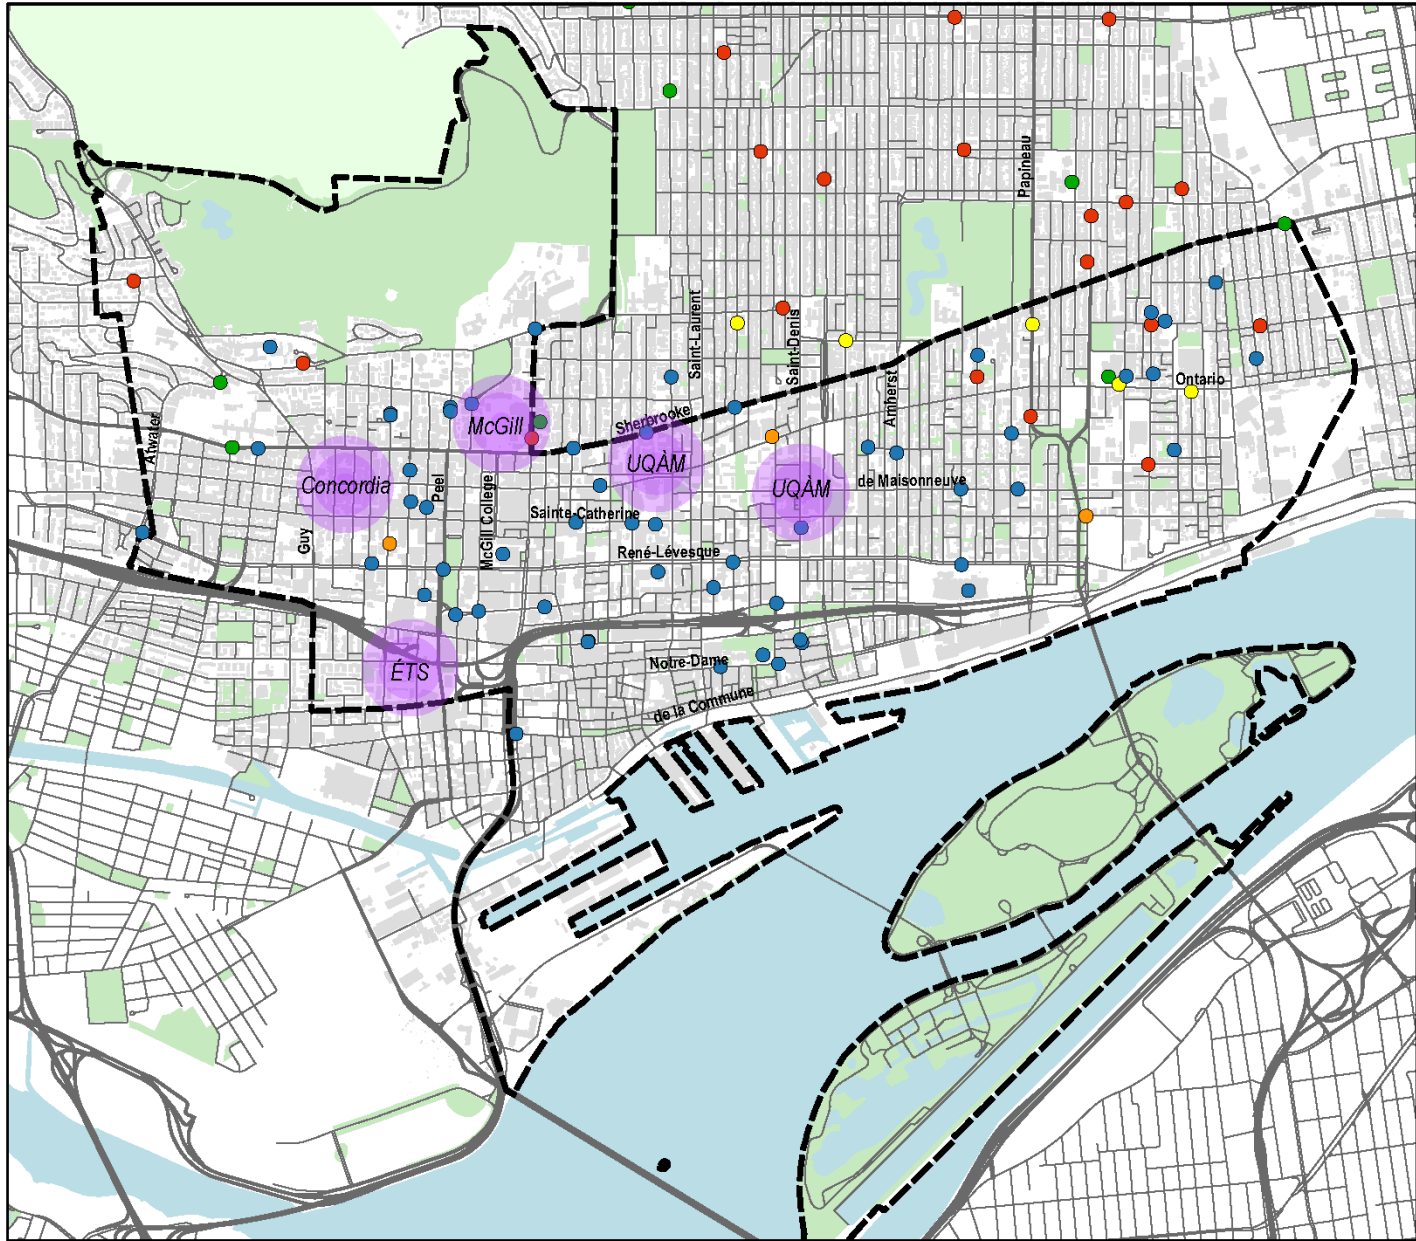 Papineau
Saint-Laurent
Saint-Denis
Amherst
Ontario
Atwater
McGill
Sherbrooke
Concordia
Peel
UQÀM
UQÀM
de Maisonneuve
McGill College
Sainte-Catherine
Guy
René-Lévesque
ÉTS
Notre-Dame
de la Commune